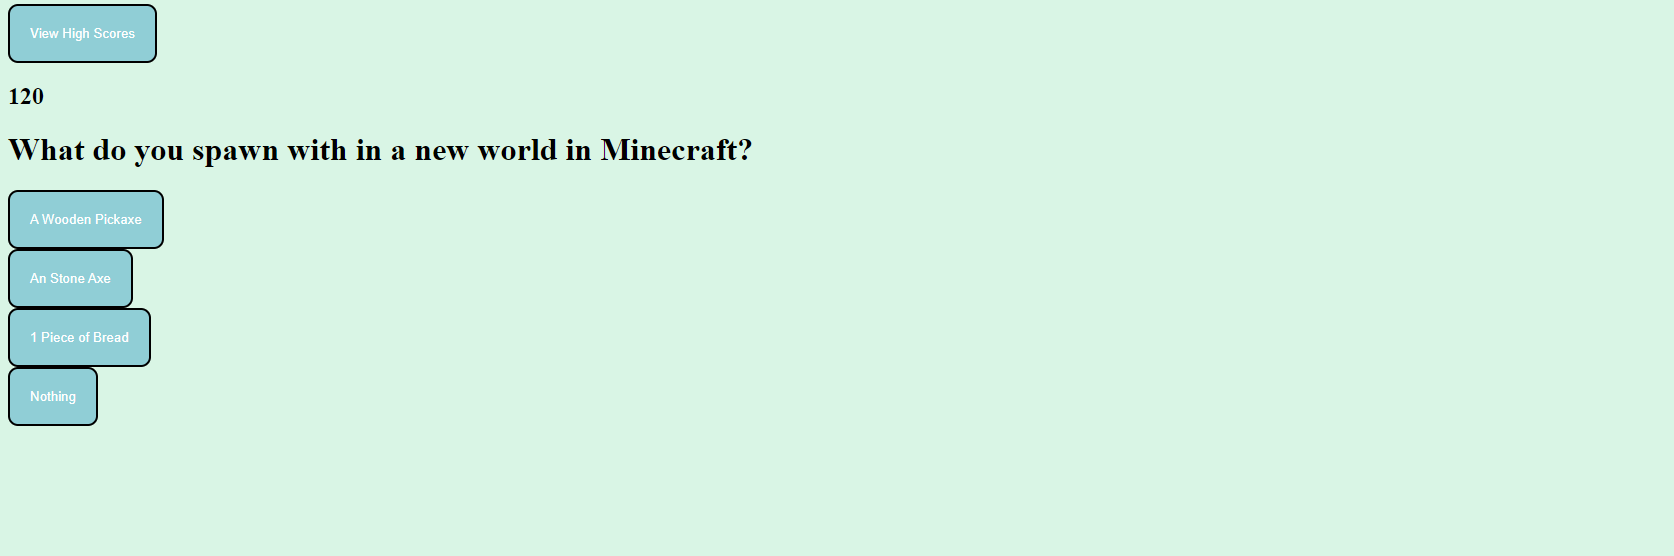 View High Scores
120
What do you spawn with in a new world in Minecraft?
A Wooden Pickaxe
An Stone Axe
1 Piece of Bread
Nothing